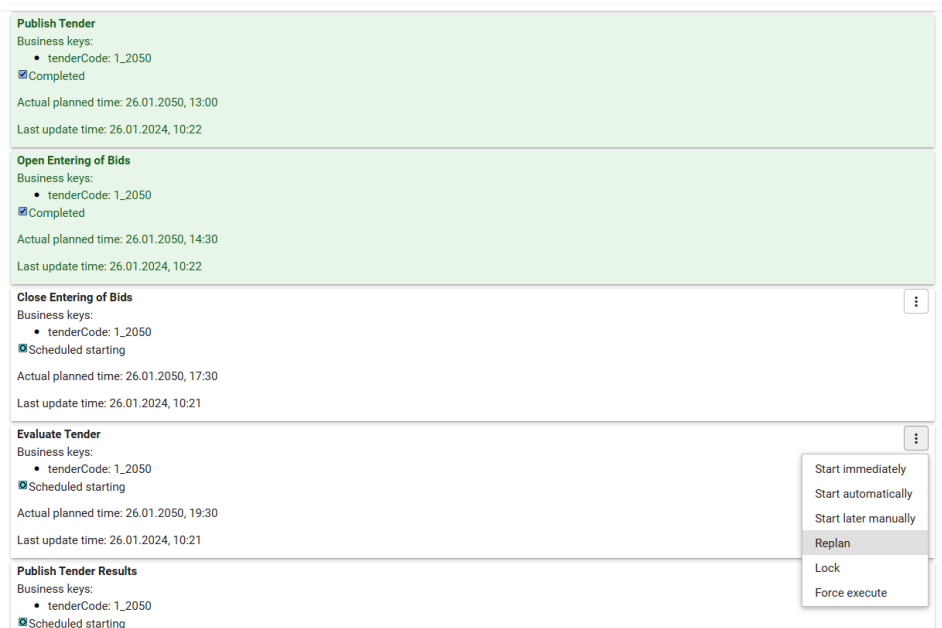 Publish Tender
Business keys:
tenderCode: 1_2050
Completed
Actual planned time: 26.01.2050, 13:00
Last update time: 26.01.2024, 10:22
Open Entering of Bids
Business keys:
tenderCode: 1_2050
Completed
Actual planned time: 26.01.2050, 14:30
Last update time: 26.01.2024, 10:22
Close Entering of Bids
Business keys:
tenderCode: 1_2050
Scheduled starting
Actual planned time: 26.01.2050, 17:30
Last update time: 26.01.2024, 10:21
Evaluate Tender
Business keys:
tenderCode: 1_2050
Scheduled starting
Actual planned time: 26.01.2050, 19:30
Last update time: 26.01.2024, 10:21
Start immediately
Start automatically
Start later manually
Replan
Lock
Force execute
Publish Tender Results
Business keys:
tenderCode: 1_2050
Scheduled starting